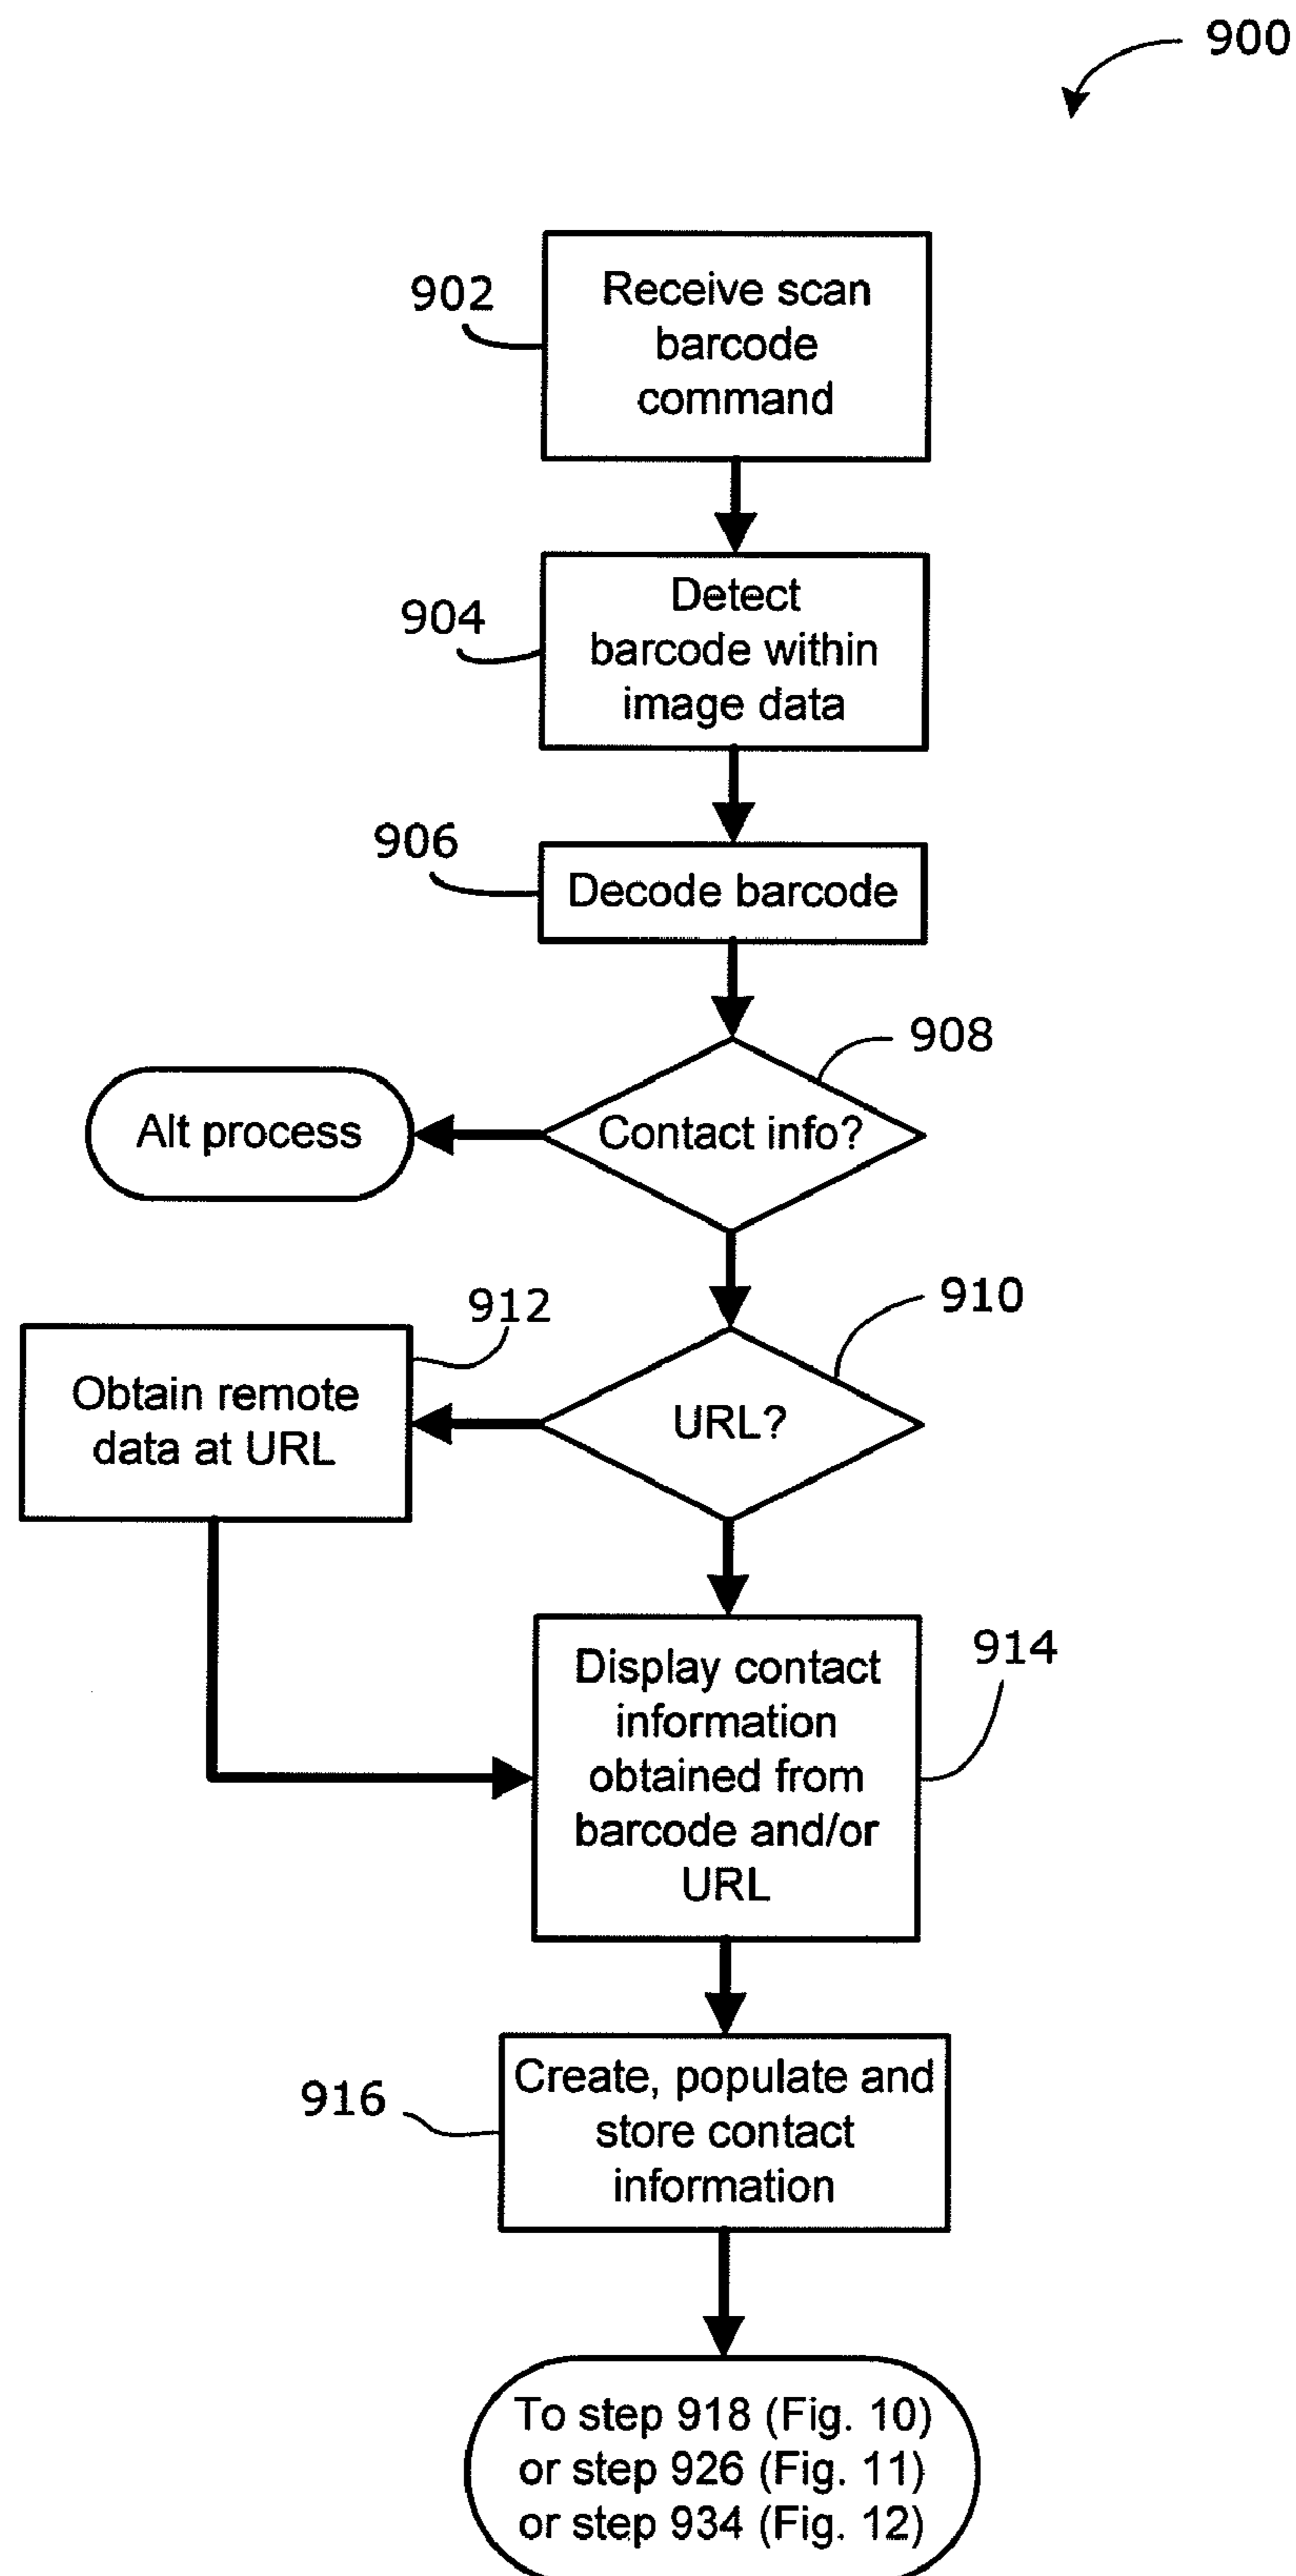 900
902
Receive scan
barcode
command
904
Detect
barcode within
image data
906
Decode barcode
908
Alt process
Contact info?
910
912
Obtain remote
data at URL
URL?
914
Display contact
information
obtained from
barcode and/or
URL
916
Create, populate and
store contact
information
To step 918 (Fig. 10)
or step 926 (Fig. 11)
or step 934 (Fig. 12)